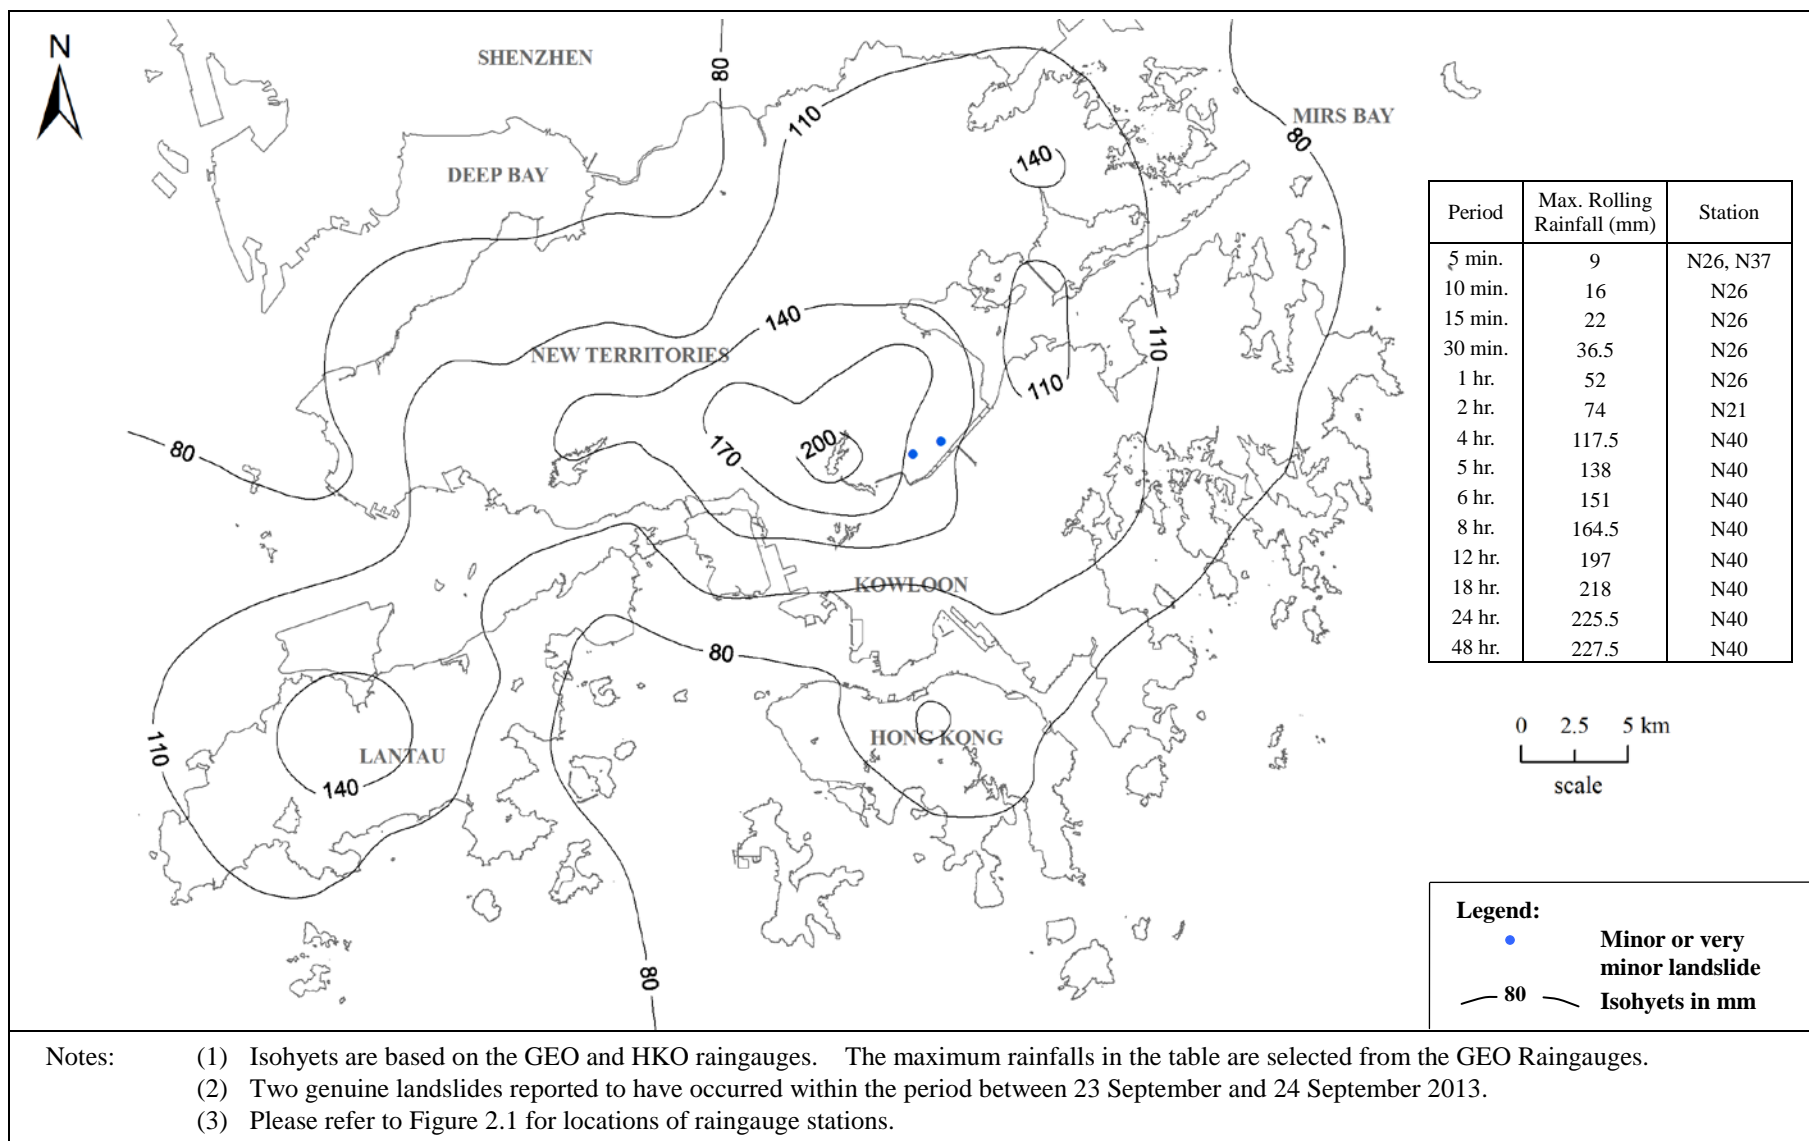 N
SHENZHEN
80
110
MIRS BAY
80
140
DEEP BAY
Period Max. Rolling Rainfall (mm) Station
5 min. 9 N26, N37
10 min. 16 N26
15 min. 22 N26
30 min. 36.5 N26
1 hr. 52 N26
2 hr. 74 N21
4 hr. 117.5 N40
5 hr. 138 N40
6 hr. 151 N40
8 hr. 164.5 N40
12 hr. 197 N40
18 hr. 218 N40
24 hr. 225.5 N40
48 hr. 227.5 N40
140
NEW TERRITORIES
110
110
80
170
200
KOWLOON
80
110
LANTAU
140
HONG KONG
80
0 2.5 5 km
scale
Legend:
Minor or very
minor landslide
80 Isohyets in mm
Notes: (1) Isohyets are based on the GEO and HKO raingauges. The maximum rainfalls in the table are selected from the GEO Raingauges.
(2) Two genuine landslides reported to have occurred within the period between 23 September and 24 September 2013.
(3) Please refer to Figure 2.1 for locations of raingauge stations.